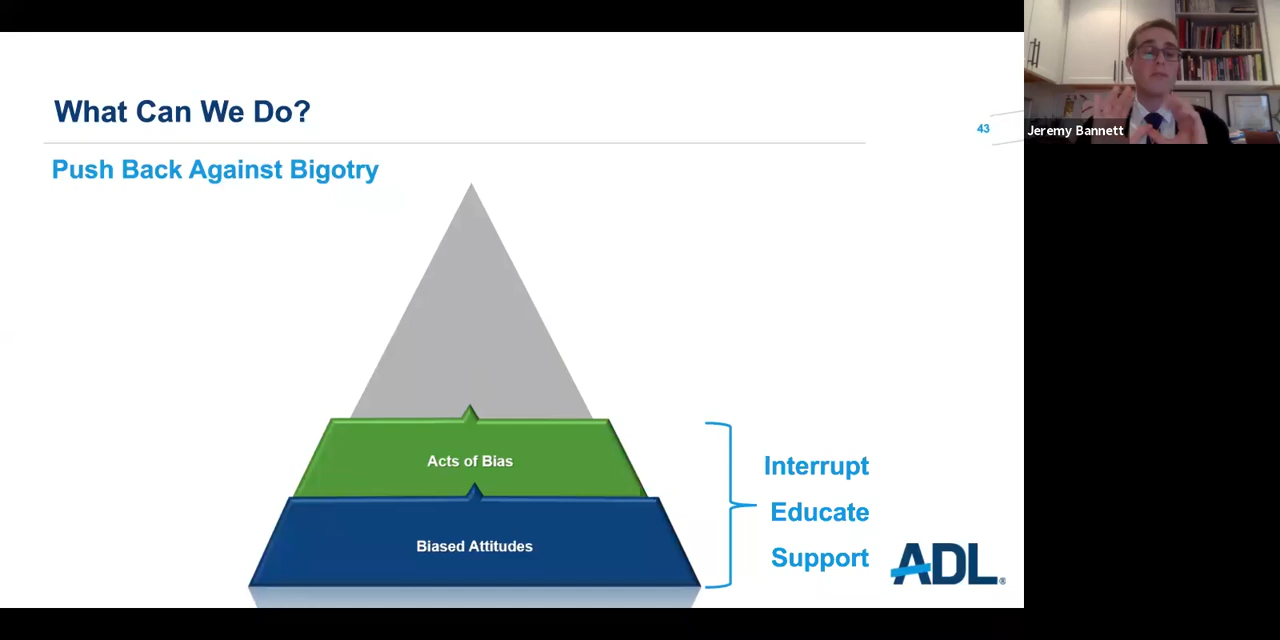 What Can We Do?
43
Jeremy Bannett
Push Back Against Bigotry
Acts of Bias
Biased Attitudes
Interrupt
Educate
Support
ADL®